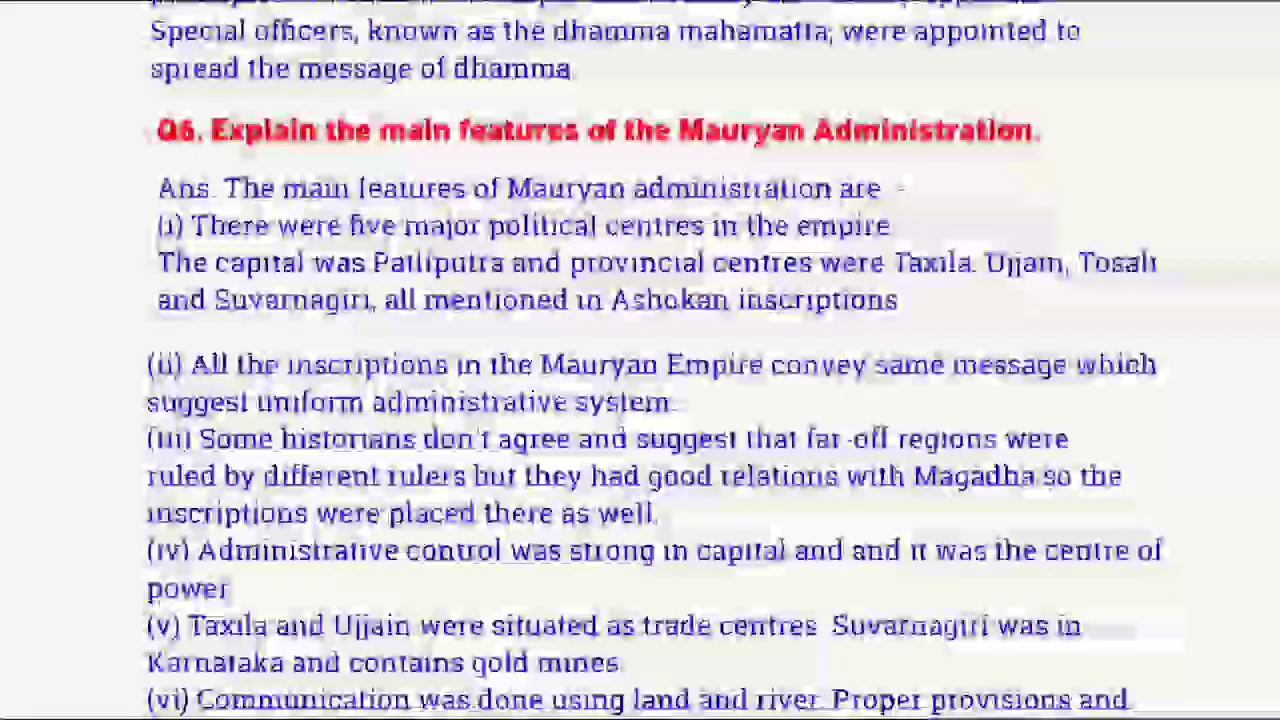 Special officers, known as the dhamma mahamatta; were appointed to
spread the message of dhamma
Q6. Explain the main features of the Mauryan Administration.
Ans. The main features of Mauryan administration are -
(i) There were five major political centres in the empire
The capital was Patliputra and provincial centres were Taxila. Ujjain, Tosali
and Suvarnagiri, all mentioned in Ashokan inscriptions
(ii) All the inscriptions in the Mauryan Empire convey same message which
suggest uniform administrative system.
(iii) Some historians don't agree and suggest that far-off regions were
ruled by different rulers but they had good relations with Magadha so the
inscriptions were placed there as well.
(iv) Administrative control was strong in capital and and it was the centre of
power
(v) Taxila and Ujjain were situated as trade centres. Suvarnagiri was in
Karnataka and contains gold mines.
(vi) Communication was done using land and river. Proper provisions and